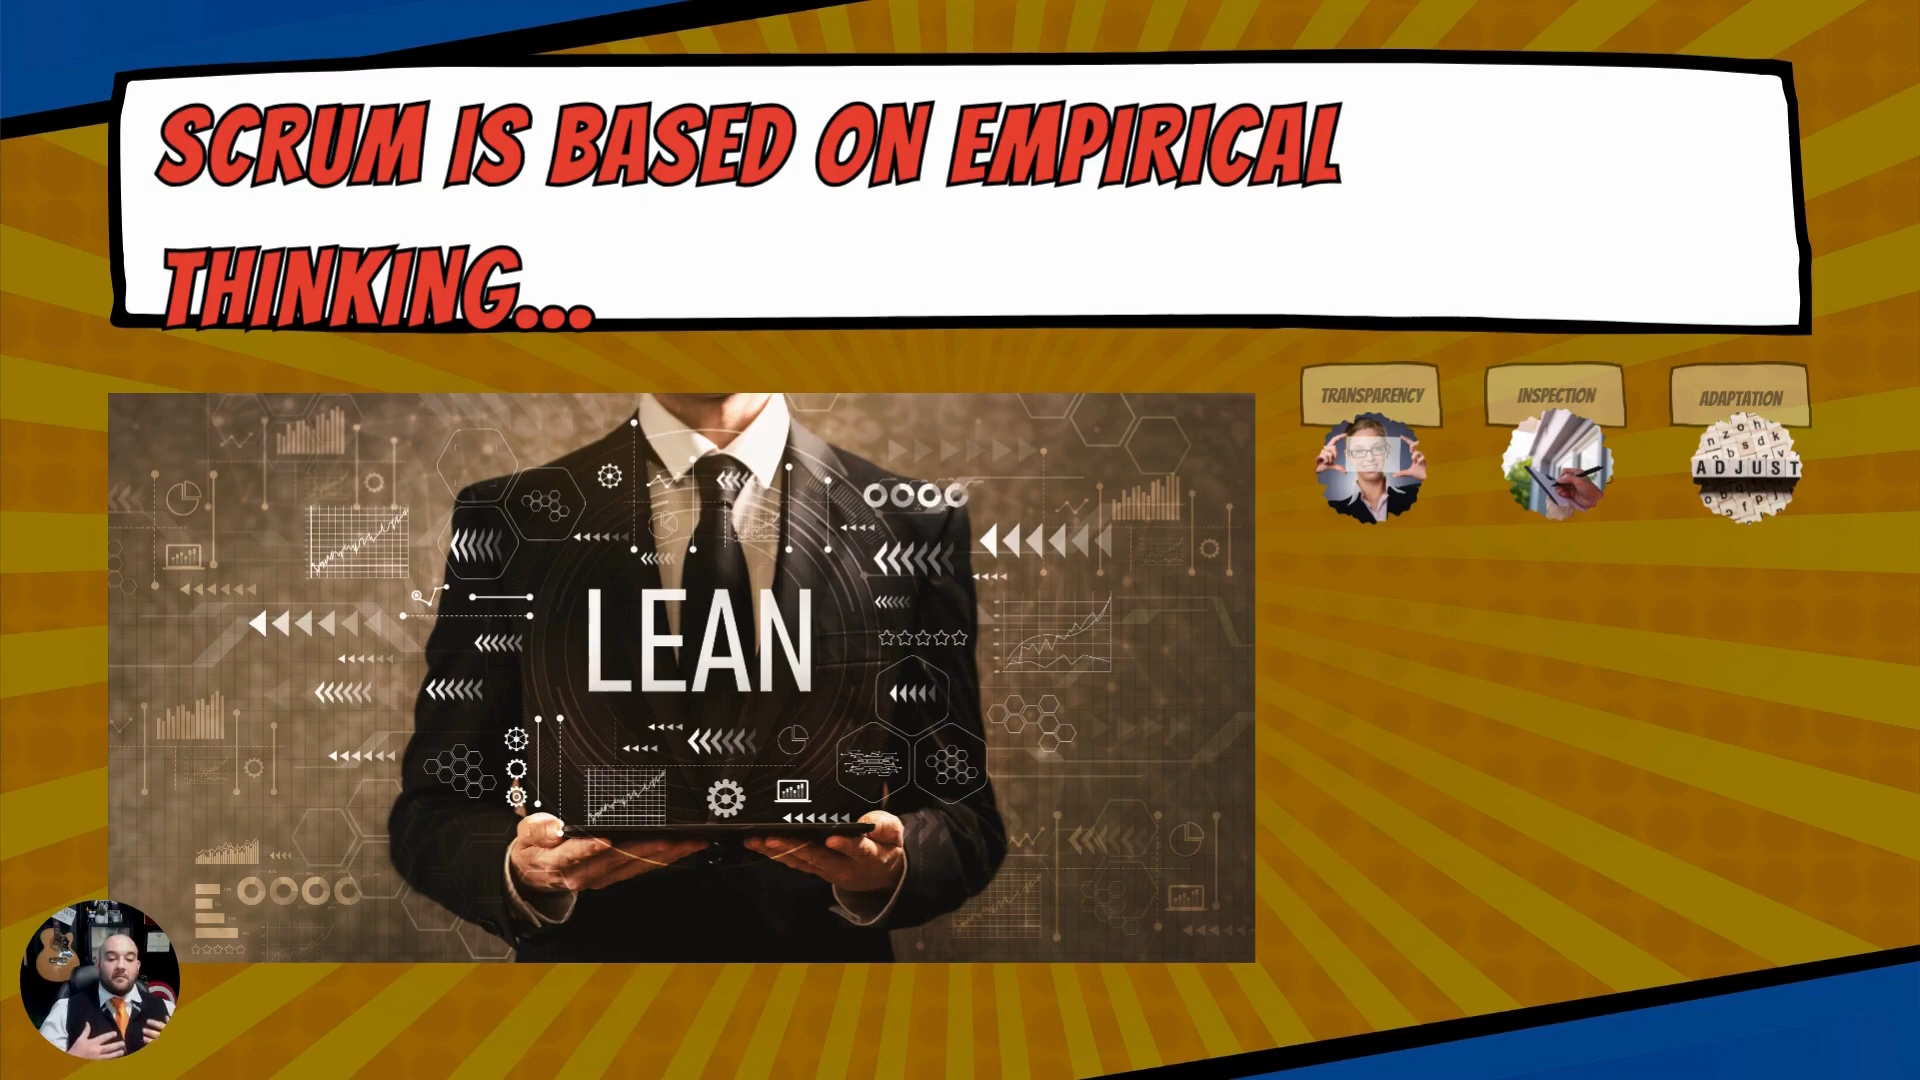 SCRUM IS BASED ON EMPIRICAL
THINKING...
TRANSPARENCY
INSPECTION
ADAPTATION
ADJUST
LEAN